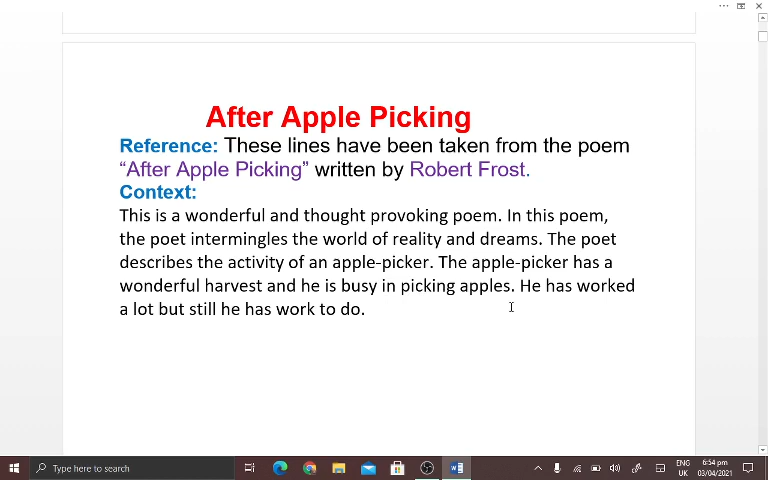 After Apple Picking
Reference: These lines have been taken from the poem
“After Apple Picking” written by Robert Frost.
Context:
This is a wonderful and thought provoking poem. In this poem,
the poet intermingles the world of reality and dreams. The poet
describes the activity of an apple-picker. The apple-picker has a
wonderful harvest and he is busy in picking apples. He has worked
a lot but still he has work to do.
Type here to search
ENG
UK
6:54 pm
03/04/2021